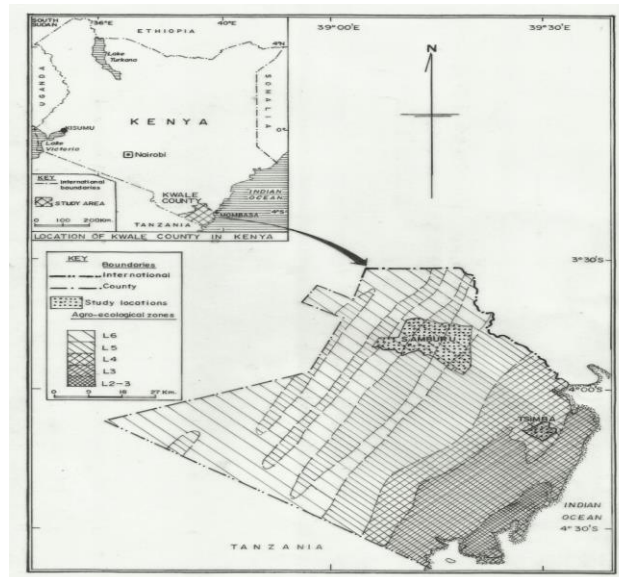 39°00'E
39°30'E
SOUTH
SUDAN
36°E
ETHIOPIA
40°E
4°N
Lake
Turkana
UGANDA
SOMALIA
KENYA
KISUMU
0°
Lake
Victoria
Nairobi
KEY
International
boundaries
STUDY AREA
0 100 200Km.
KWALE
COUNTY
INDIAN
OCEAN
MOMBASA
4°S
TANZANIA
LOCATION OF KWALE COUNTY IN KENYA
N
3°30'S
KEY
Boundaries
International
County
Study locations
Agro-ecological zones
L6
L5
L4
L3
L2-3
0 9 18 27 Km.
SAMBURU
4°00'S
TSIMBA
INDIAN
OCEAN
4°30'S
TANZANIA